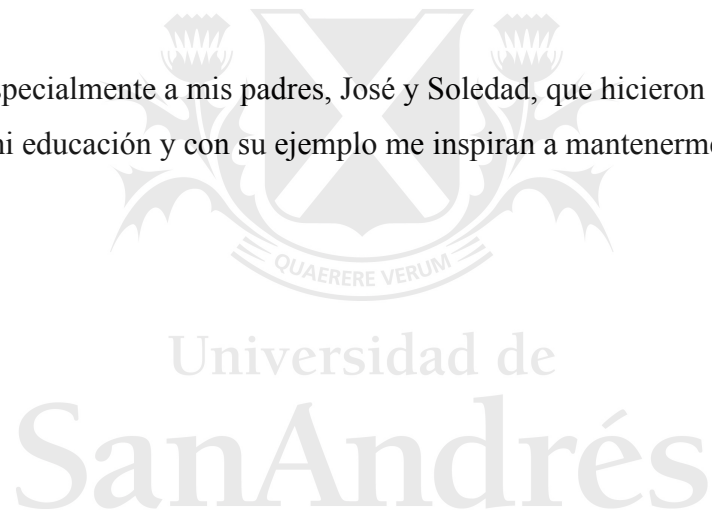 specialmente a mis padres, José y Soledad, que hicieron
ni educación y con su ejemplo me inspiran a mantenerme
QUAERERE VERUM
Universidad de
SanAndrés